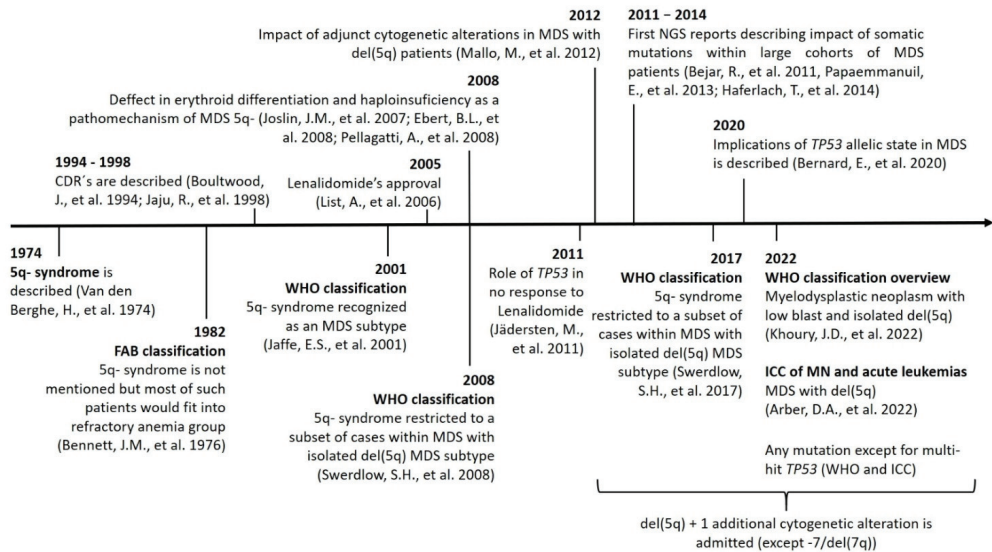 2012
Impact of adjunct cytogenetic alterations in MDS with
del(5q) patients (Mallo, M., et al. 2012)
2011 – 2014
First NGS reports describing impact of somatic
mutations within large cohorts of MDS
patients (Bejar, R., et al. 2011, Papaemmanuil,
E., et al. 2013; Haferlach, T., et al. 2014)
2008
Deffect in erythroid differentiation and haploinsuficiency as a
pathomechanism of MDS 5q- (Joslin, J.M., et al. 2007; Ebert, B.L., et
al. 2008; Pellagatti, A., et al. 2008)
2020
Implications of TP53 allelic state in MDS
is described (Bernard, E., et al. 2020)
1994 - 1998
CDR´s are described (Boultwood,
J., et al. 1994; Jaju, R., et al. 1998)
2005
Lenalidomide’s approval
(List, A., et al. 2006)
1974
5q- syndrome is
described (Van den
Berghe, H., et al. 1974)
1982
FAB classification
5q- syndrome is not
mentioned but most of such
patients would fit into
refractory anemia group
(Bennett, J.M., et al. 1976)
2001
WHO classification
5q- syndrome recognized
as an MDS subtype
(Jaffe, E.S., et al. 2001)
2008
WHO classification
5q- syndrome restricted to a
subset of cases within MDS with
isolated del(5q) MDS subtype
(Swerdlow, S.H., et al. 2008)
2011
Role of TP53 in
no response to
Lenalidomide
(Jädersten, M.,
et al. 2011)
2017
WHO classification
5q- syndrome
restricted to a subset
of cases within MDS with
isolated del(5q) MDS
subtype (Swerdlow,
S.H., et al. 2017)
2022
WHO classification overview
Myelodysplastic neoplasm with
low blast and isolated del(5q)
(Khoury, J.D., et al. 2022)
ICC of MN and acute leukemias
MDS with del(5q)
(Arber, D.A., et al. 2022)
Any mutation except for multi-
hit TP53 (WHO and ICC)
del(5q) + 1 additional cytogenetic alteration is
admitted (except -7/del(7q))